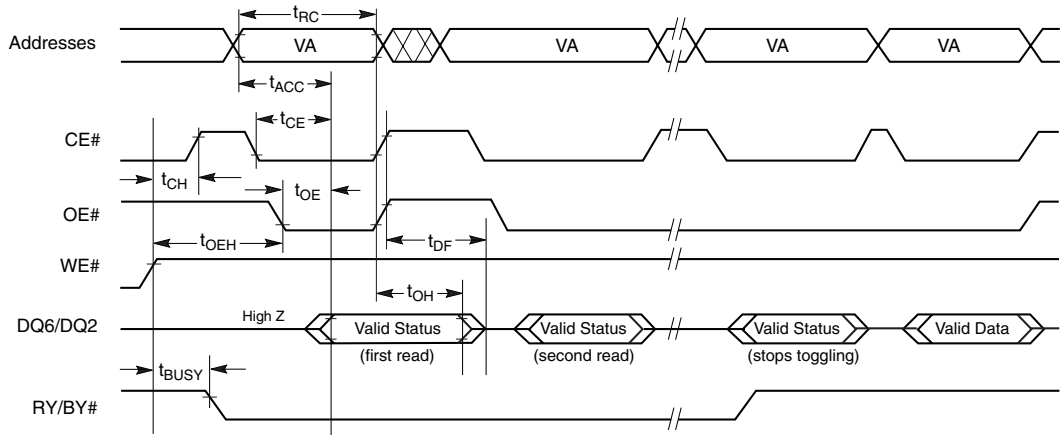 tRC
Addresses VA VA VA VA
tACC
tCE
CE#
tCH tOE
OE#
tOEH tDF
WE#
tOH
High Z
DQ6/DQ2 Valid Status Valid Status Valid Status Valid Data
(first read) (second read) (stops toggling)
tBUSY
RY/BY#